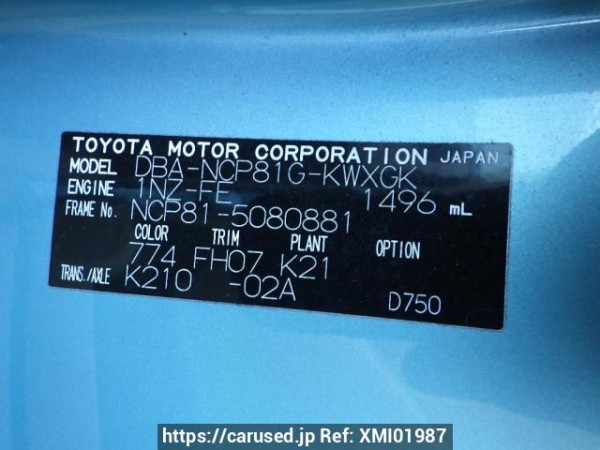 TOYOTA MOTOR CORPORATION JAPAN
MODEL DBA-NCP81G-KWXGK
ENGINE 1NZ-FE 1496 mL
FRAME No. NCP81-5080881
COLOR TRIM PLANT OPTION
774 FH07 K21
TRANS./AXLE K210 -02A
D750
https://carused.jp Ref: XMI01987